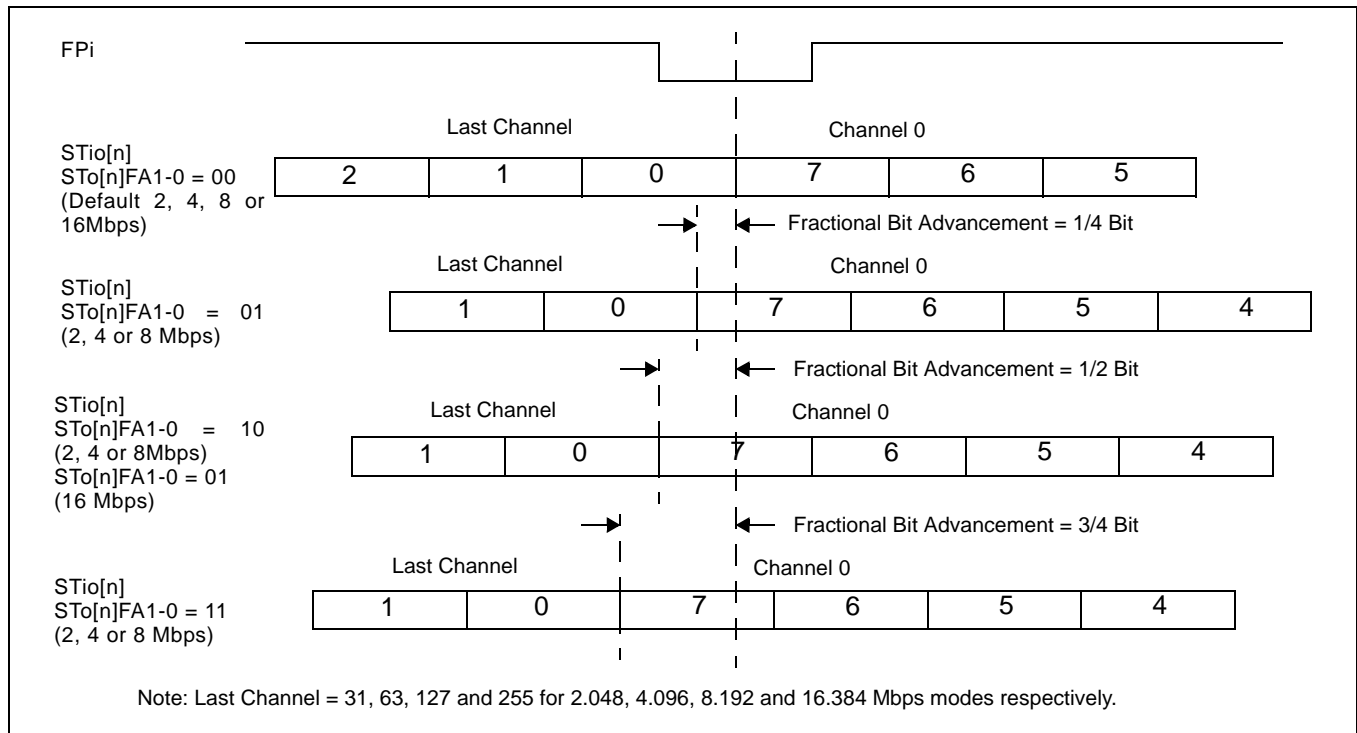 FPi
Last Channel
Channel 0
STio[n]
STo[n]FA1-0 = 00
(Default 2, 4, 8 or
16Mbps)
2 1 0 7 6 5
Fractional Bit Advancement = 1/4 Bit
Last Channel
Channel 0
STio[n]
STo[n]FA1-0 = 01
(2, 4 or 8 Mbps)
1 0 7 6 5 4
Fractional Bit Advancement = 1/2 Bit
Last Channel
Channel 0
STio[n]
STo[n]FA1-0 = 10
(2, 4 or 8Mbps)
STo[n]FA1-0 = 01
(16 Mbps)
1 0 7 6 5 4
Fractional Bit Advancement = 3/4 Bit
Last Channel
Channel 0
STio[n]
STo[n]FA1-0 = 11
(2, 4 or 8 Mbps)
1 0 7 6 5 4
Note: Last Channel = 31, 63, 127 and 255 for 2.048, 4.096, 8.192 and 16.384 Mbps modes respectively.